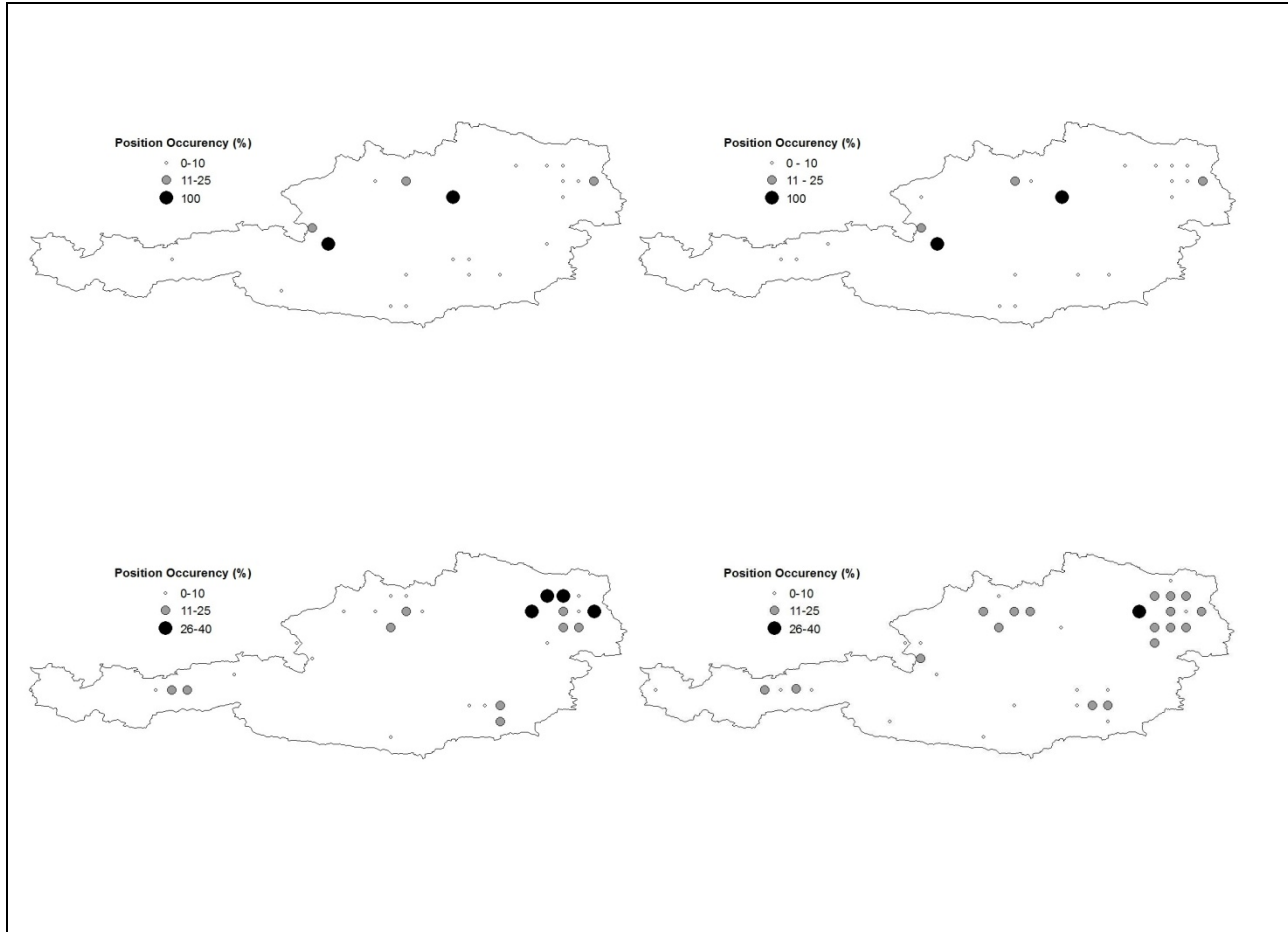 Position Occurency (%)
0-10
11-25
100
Position Occurency (%)
0 - 10
11 - 25
100
Position Occurency (%)
0-10
11-25
26-40
Position Occurency (%)
0-10
11-25
26-40